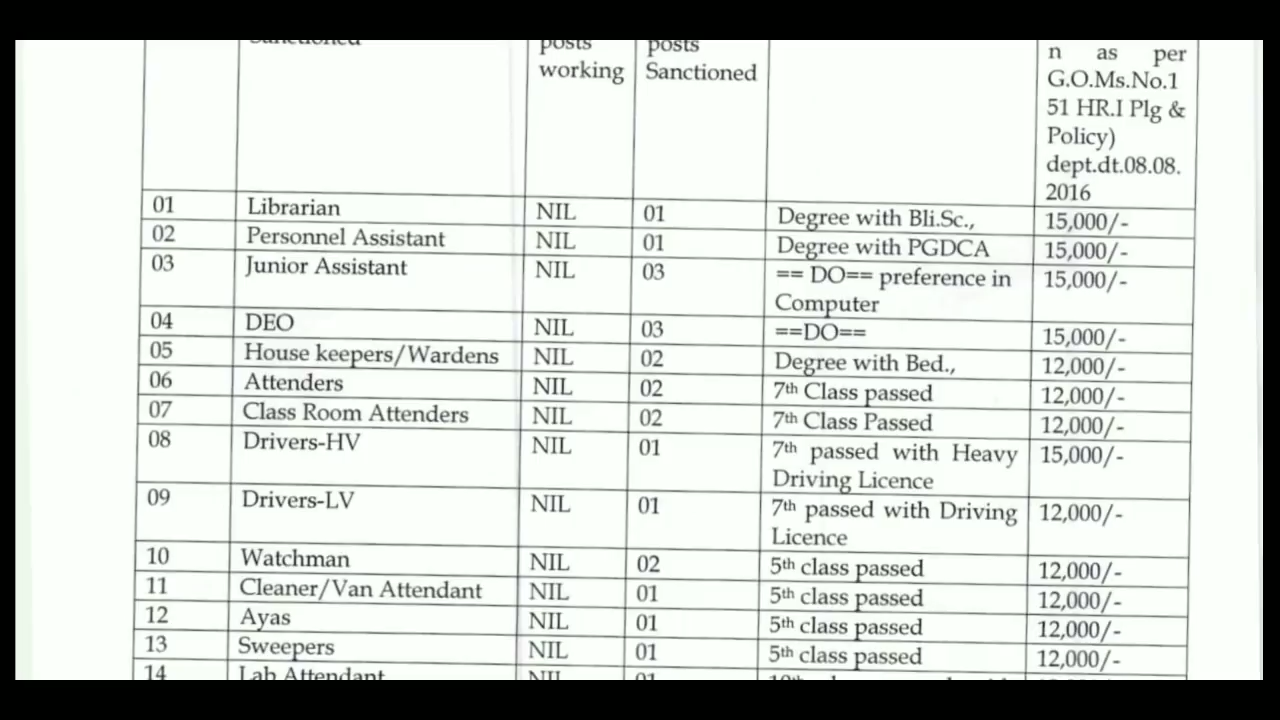 Sanctioned posts posts n as per
working Sanctioned G.O.Ms.No.1
51 HR.I Plg &
Policy)
dept.dt.08.08.
2016
01 Librarian NIL 01 Degree with Bli.Sc., 15,000/-
02 Personnel Assistant NIL 01 Degree with PGDCA 15,000/-
03 Junior Assistant NIL 03 == DO== preference in 15,000/-
Computer
04 DEO NIL 03 ==DO== 15,000/-
05 House keepers/Wardens NIL 02 Degree with Bed., 12,000/-
06 Attenders NIL 02 7th Class passed 12,000/-
07 Class Room Attenders NIL 02 7th Class Passed 12,000/-
08 Drivers-HV NIL 01 7th passed with Heavy 15,000/-
Driving Licence
09 Drivers-LV NIL 01 7th passed with Driving 12,000/-
Licence
10 Watchman NIL 02 5th class passed 12,000/-
11 Cleaner/Van Attendant NIL 01 5th class passed 12,000/-
12 Ayas NIL 01 5th class passed 12,000/-
13 Sweepers NIL 01 5th class passed 12,000/-
14 Lab Attendant NIL 01